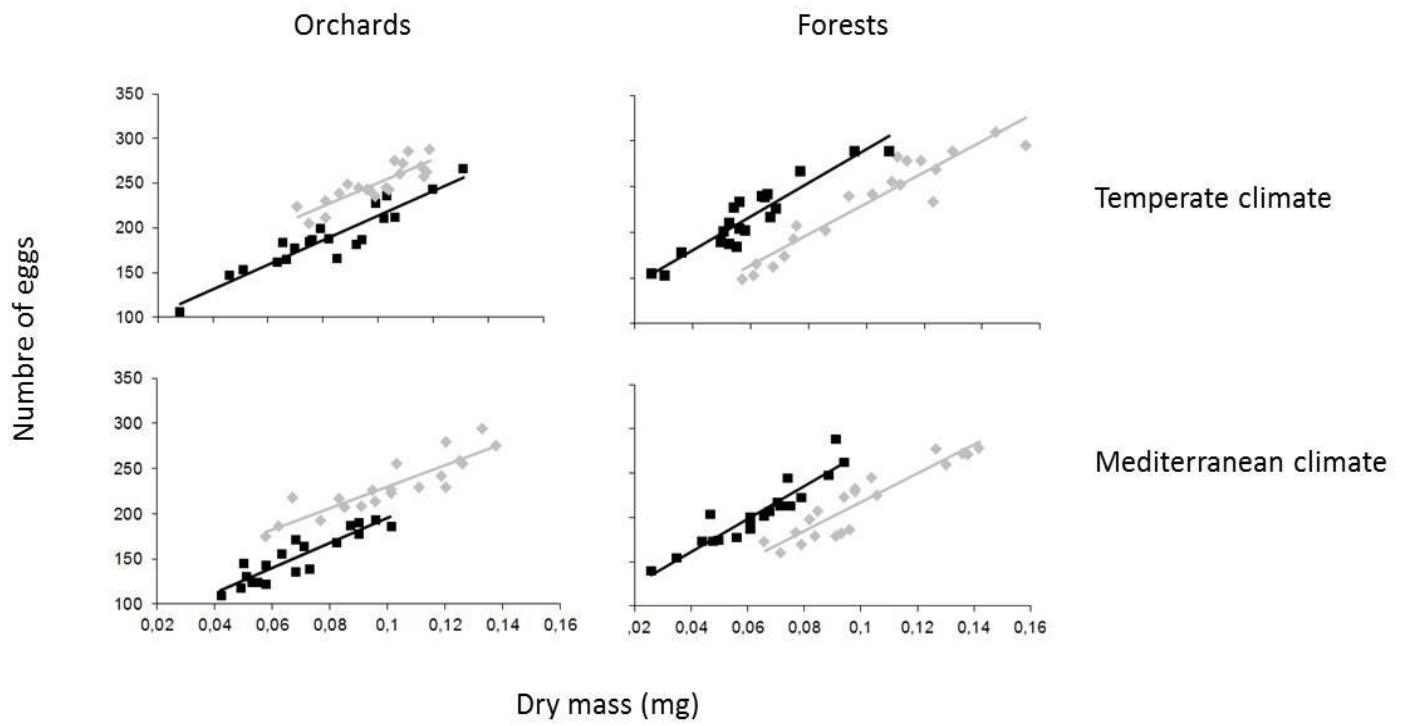 Orchards
Forests
350
300
250
200
150
100
Temperate climate
Numbre of eggs
350
300
250
200
150
100
Mediterranean climate
0,02 0,04 0,06 0,08 0,1 0,12 0,14 0,16
,02 0,04 0,06 0,08 0,1 0,12 0,14 0,16
Dry mass (mg)